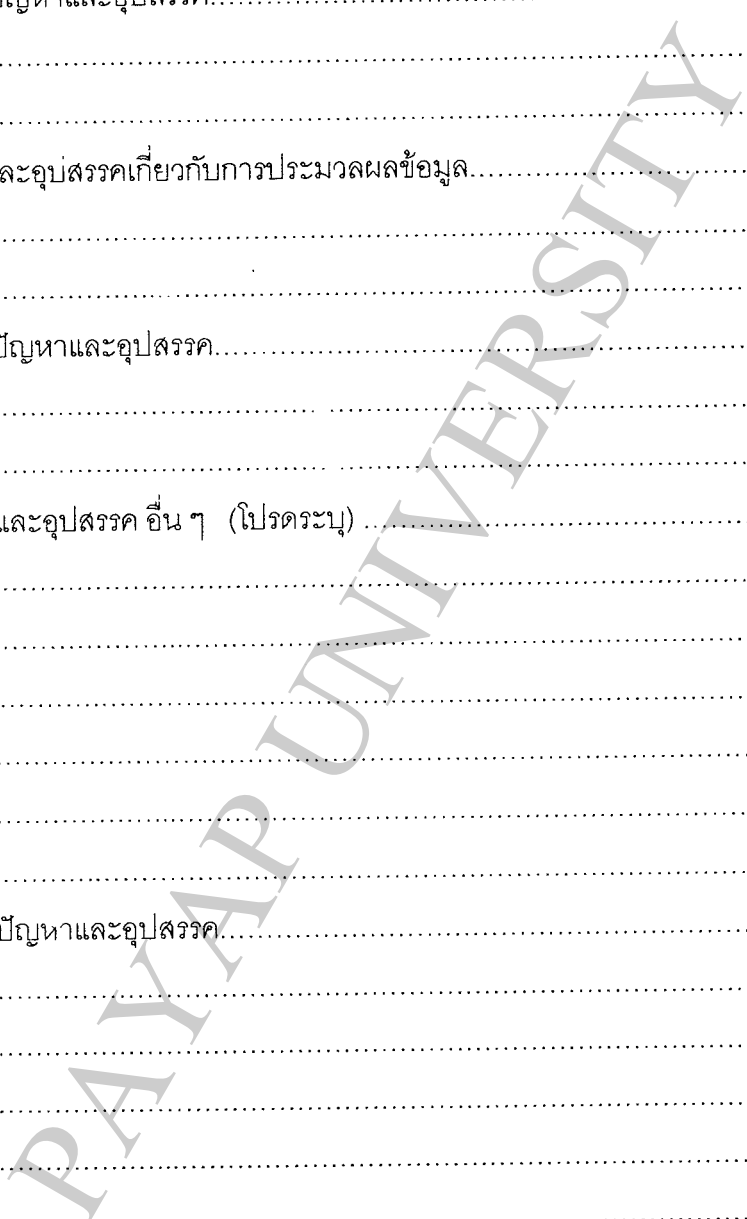 ปัญหาและอุปสรรค..............................
..............................
..............................
ละอุปสรรคเกี่ยวกับการประมวลผลข้อมูล..............................
..............................
..............................
ปัญหาและอุปสรรค..............................
..............................
..............................
และอุปสรรค อื่น ๆ (โปรดระบุ) ..............................
..............................
..............................
..............................
..............................
..............................
..............................
ปัญหาและอุปสรรค..............................
..............................
..............................
..............................
..............................
PAYAP UNIVERSITY